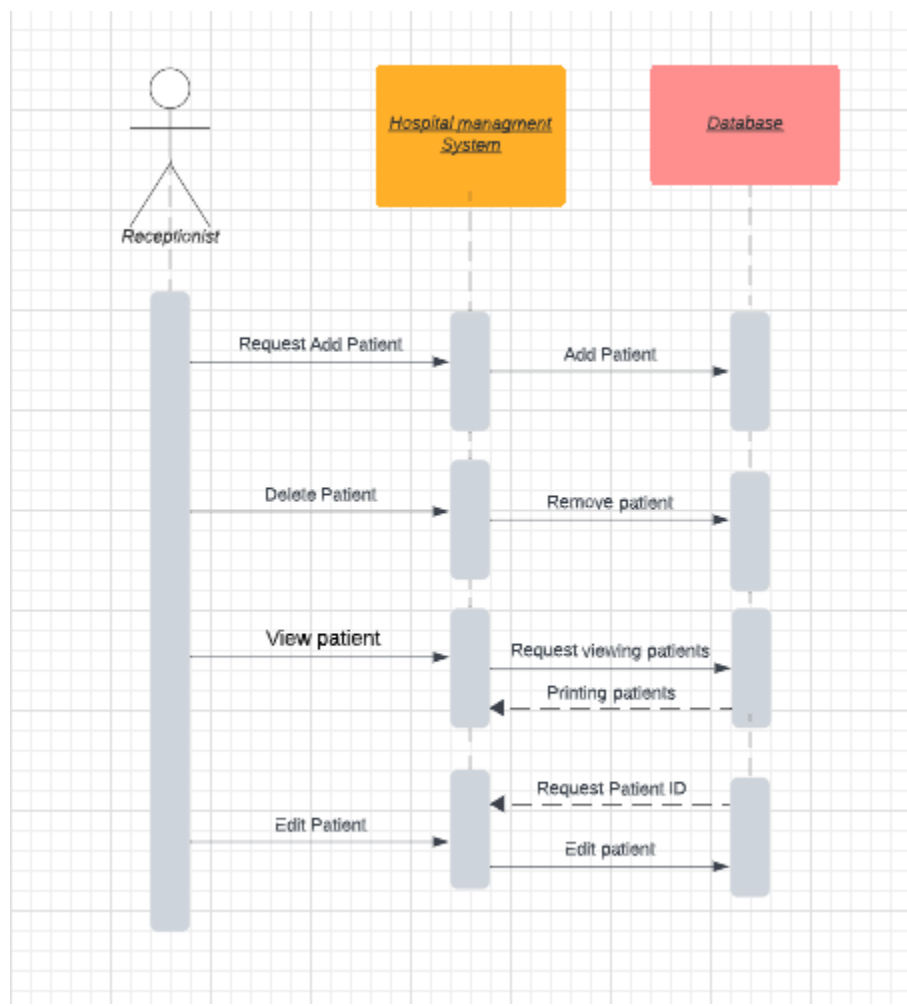 Hospital managment
System
Database
Receptionist
Request Add Patient
Add Patient
Delete Patient
Remove patient
View patient
Request viewing patients
Printing patients
Request Patient ID
Edit Patient
Edit patient